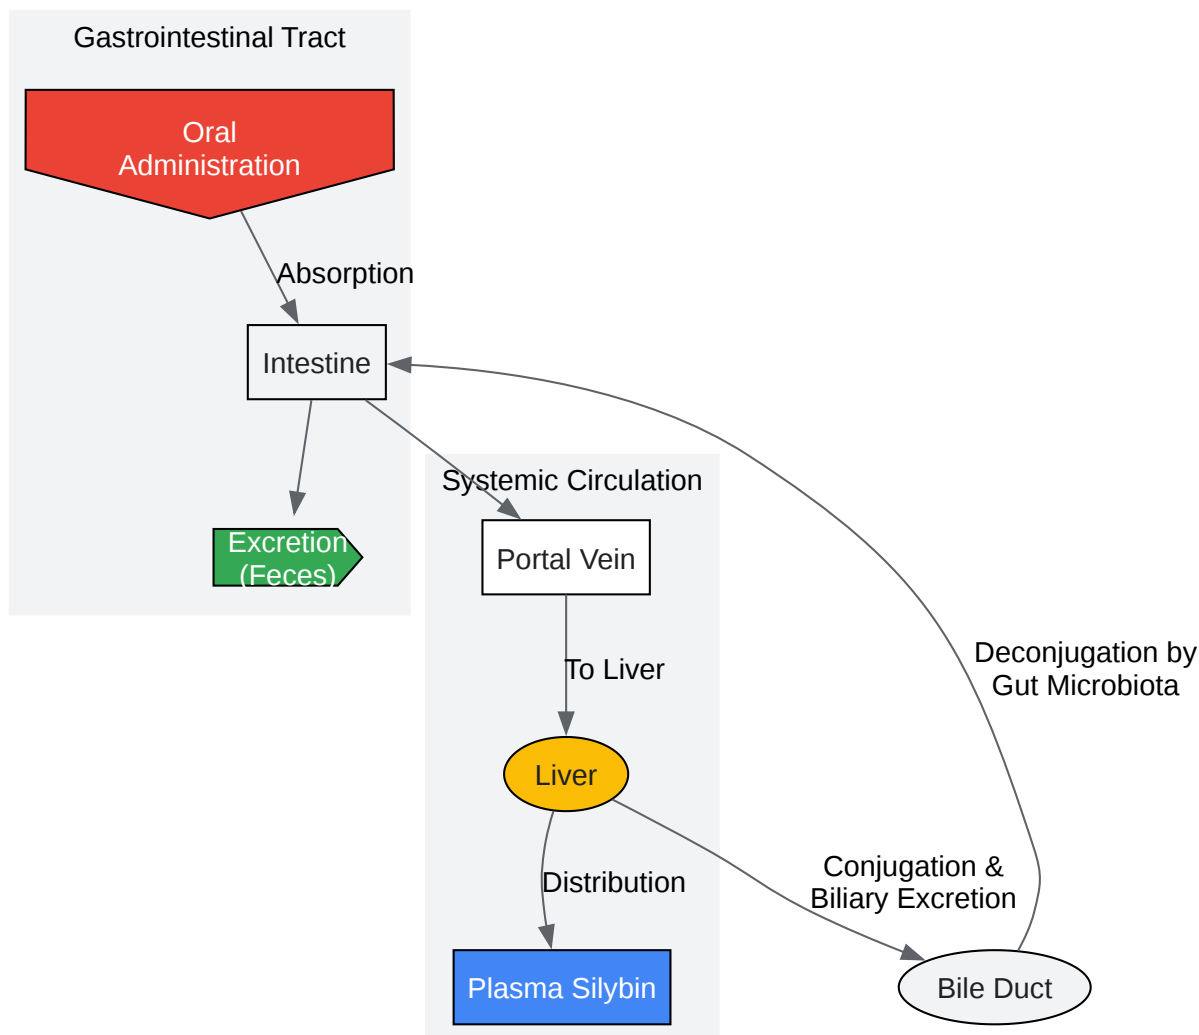 Gastrointestinal Tract
Oral
Administration
Absorption
Intestine
Systemic Circulation
Excretion
(Feces)
Portal Vein
Deconjugation by
Gut Microbiota
To Liver
Liver
Conjugation &
Biliary Excretion
Distribution
Plasma Silybin
Bile Duct